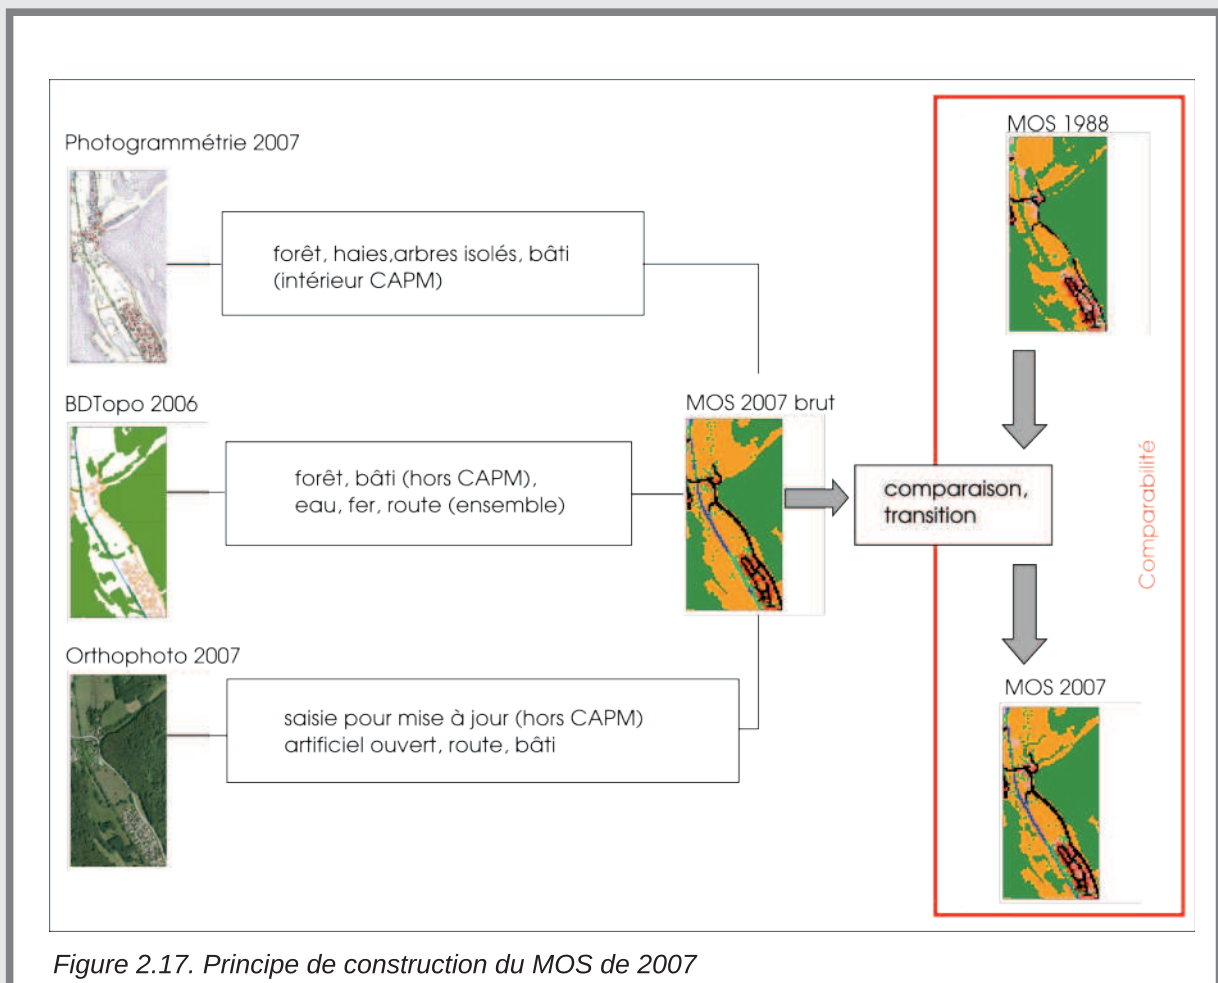 Photogrammétrie 2007
forêt, haies,arbres isolés, bâti
(intérieur CAPM)
BDTopo 2006
forêt, bâti (hors CAPM),
eau, fer, route (ensemble)
Orthophoto 2007
saisie pour mise à jour (hors CAPM)
artificiel ouvert, route, bâti
MOS 2007 brut
comparaison,
transition
MOS 1988
MOS 2007
Comparabilité
Figure 2.17. Principe de construction du MOS de 2007